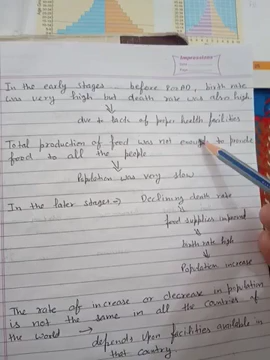 In the early stages .. before 2000AD, birth rate
was very high but death rate was also high
due to lack of proper health facilities
Total production of food was not enough to provide
food to all the people
Population was very slow
In the later stages → Declining death rate
food supplies improved
birth rate high
Population increase
The rate of increase or decrease in population
is not the same in all the countries of
the world → depends upon facilities available in
that country.